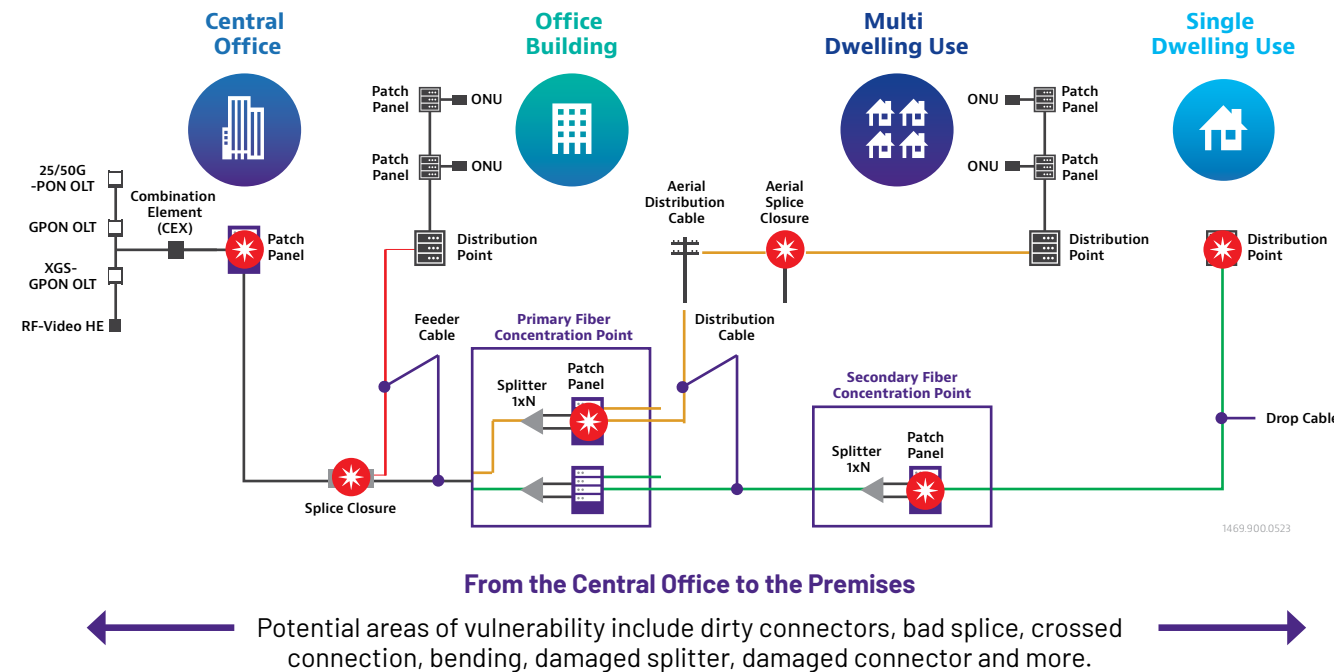 Central
Office
Office
Building
Multi
Dwelling Use
Single
Dwelling Use
Patch
Panel
ONU
Patch
Panel
ONU
ONU
Patch
Panel
ONU
Patch
Panel
25/50G
-PON OLT
GPON OLT
XGS-
GPON OLT
RF-Video HE
Combination
Element
(CEX)
Patch
Panel
Distribution
Point
Aerial
Distribution
Cable
Aerial
Splice
Closure
Distribution
Point
Distribution
Point
Feeder
Cable
Primary Fiber
Concentration Point
Splitter
1xN
Patch
Panel
Distribution
Cable
Secondary Fiber
Concentration Point
Splitter
1xN
Patch
Panel
Drop Cable
Splice Closure
1469.900.0523
From the Central Office to the Premises
Potential areas of vulnerability include dirty connectors, bad splice, crossed
connection, bending, damaged splitter, damaged connector and more.